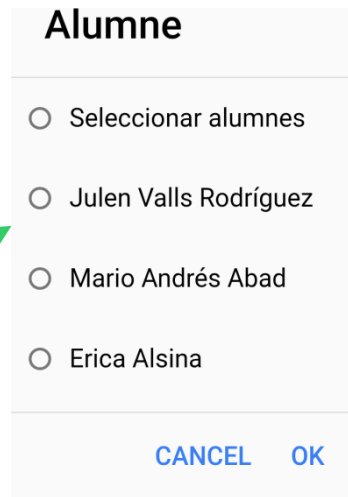 Alumne
Seleccionar alumnes
Julen Valls Rodríguez
Mario Andrés Abad
Erica Alsina
CANCEL OK